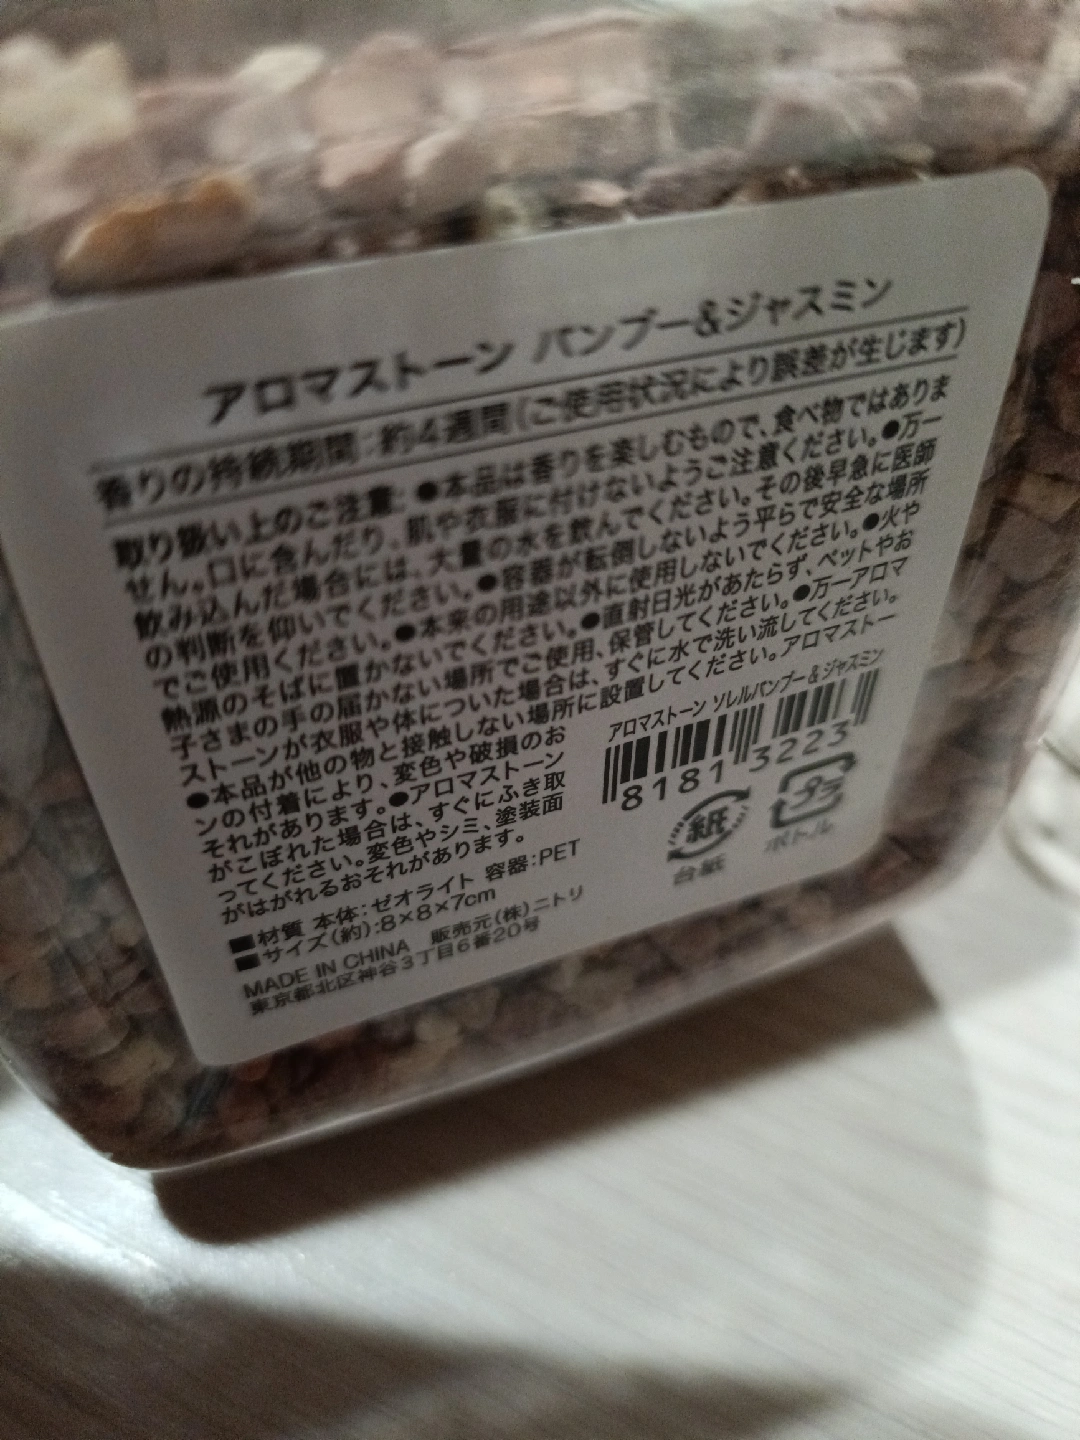 アロマストーン バンブー&ジャスミン
香りの持続期間:約4週間(ご使用状況により誤差が生じます)
取り扱い上のご注意: ●本品は香りを楽しむもので、食べ物ではありま
せん。口に含んだり、肌や衣服に付けないようご注意ください。●万一
飲み込んだ場合には、大量の水を飲んでください。その後早急に医師
の判断を仰いでください。●容器が転倒しないよう平らで安全な場所
でご使用ください。●本来の用途以外に使用しないでください。●火や
熱源のそばに置かないでください。●直射日光があたらず、ペットやお
子さまの手の届かない場所でご使用、保管してください。●万一アロマ
ストーンが衣服や体についた場合は、すぐに水で洗い流してください。
●本品が他の物と接触しない場所に設置してください。アロマストー
ンの付着により、変色や破損のお
それがあります。●アロマストーン
がこぼれた場合は、すぐにふき取
ってください。変色やシミ、塗装面
がはがれるおそれがあります。
■材質 本体:ゼオライト 容器:PET
■サイズ(約):8×8×7cm
MADE IN CHINA 販売元(株)ニトリ
東京都北区神谷3丁目6番20号
アロマストーン ソレルバンブー&ジャスミン
8181 3223
紙
台紙
プラ
ボトル